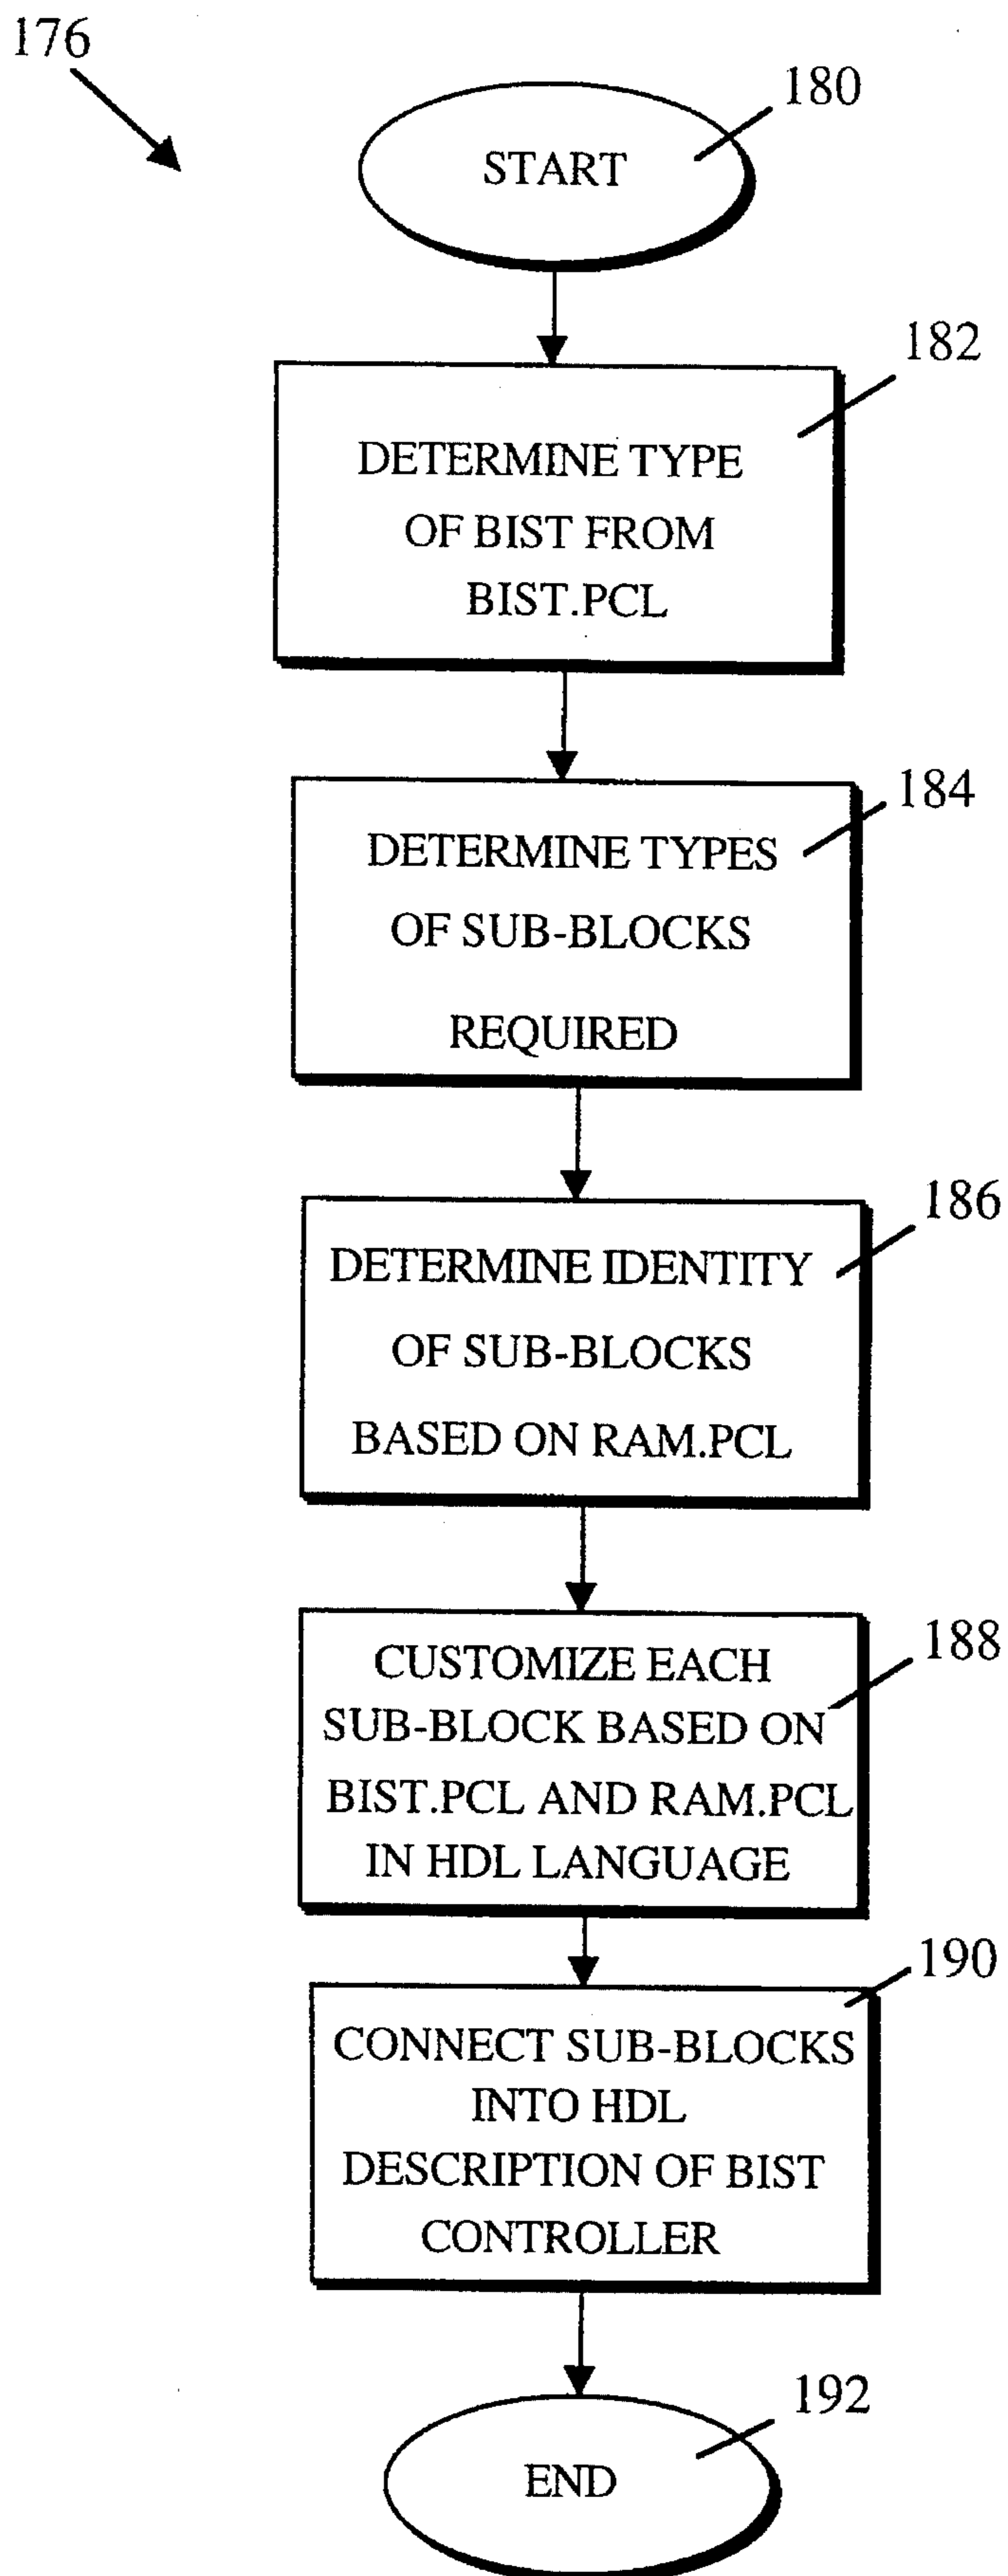 176
180
START
182
DETERMINE TYPE
OF BIST FROM
BIST.PCL
184
DETERMINE TYPES
OF SUB-BLOCKS
REQUIRED
186
DETERMINE IDENTITY
OF SUB-BLOCKS
BASED ON RAM.PCL
188
CUSTOMIZE EACH
SUB-BLOCK BASED ON
BIST.PCL AND RAM.PCL
IN HDL LANGUAGE
190
CONNECT SUB-BLOCKS
INTO HDL
DESCRIPTION OF BIST
CONTROLLER
192
END